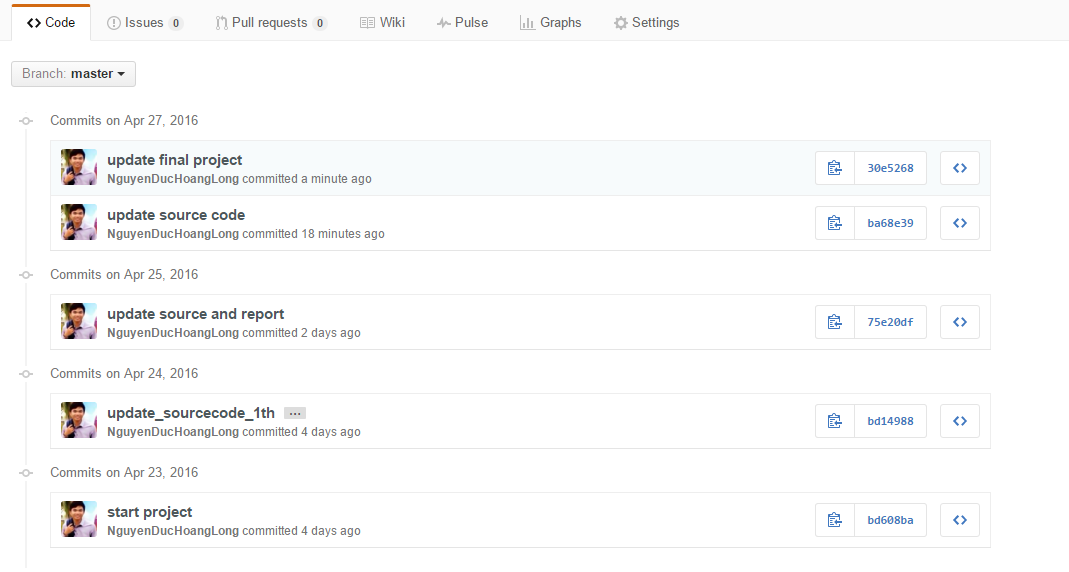 Code Issues 0 Pull requests 0 Wiki Pulse Graphs Settings
Branch: master
Commits on Apr 27, 2016
update final project
NguyenDucHoangLong committed a minute ago
30e5268
update source code
NguyenDucHoangLong committed 18 minutes ago
ba68e39
Commits on Apr 25, 2016
update source and report
NguyenDucHoangLong committed 2 days ago
75e20df
Commits on Apr 24, 2016
update_sourcecode_1th …
NguyenDucHoangLong committed 4 days ago
bd14988
Commits on Apr 23, 2016
start project
NguyenDucHoangLong committed 4 days ago
bd608ba